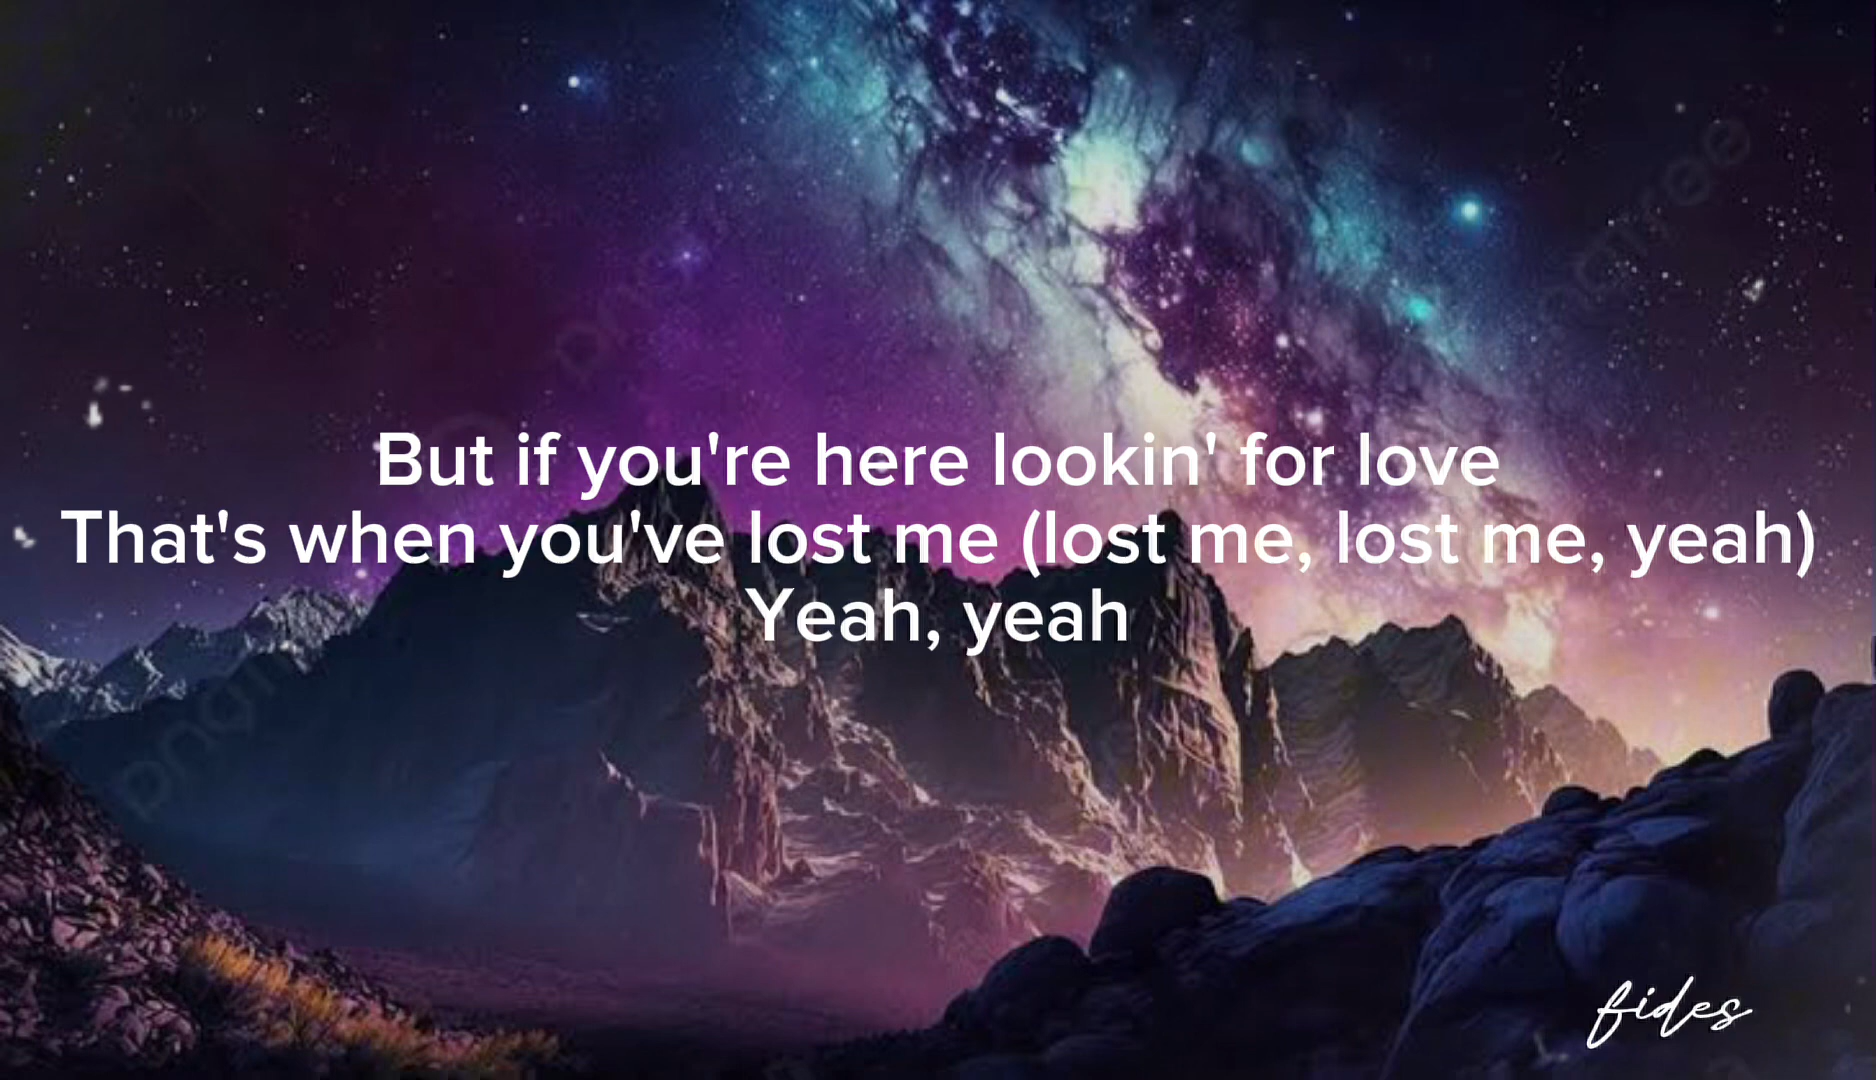 But if you're here lookin' for love
That's when you've lost me (lost me, lost me, yeah)
Yeah, yeah
fides
pngtree